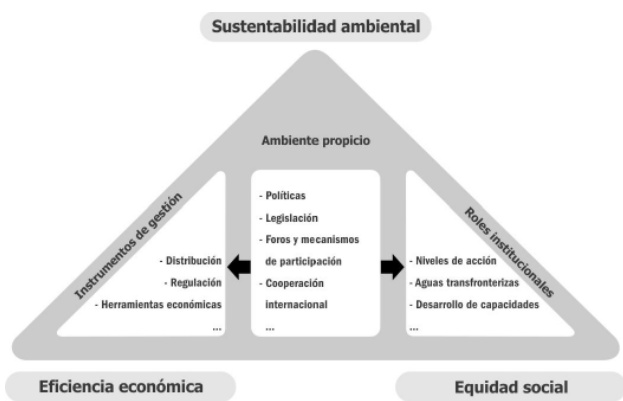 Sustentabilidad ambiental
Ambiente propicio
Instrumentos de gestión
- Distribución
- Regulación
- Herramientas económicas
...
- Políticas
- Legislación
- Foros y mecanismos
de participación
- Cooperación
internacional
...
Roles institucionales
- Niveles de acción
- Aguas transfronterizas
- Desarrollo de capacidades
...
Eficiencia económica
Equidad social